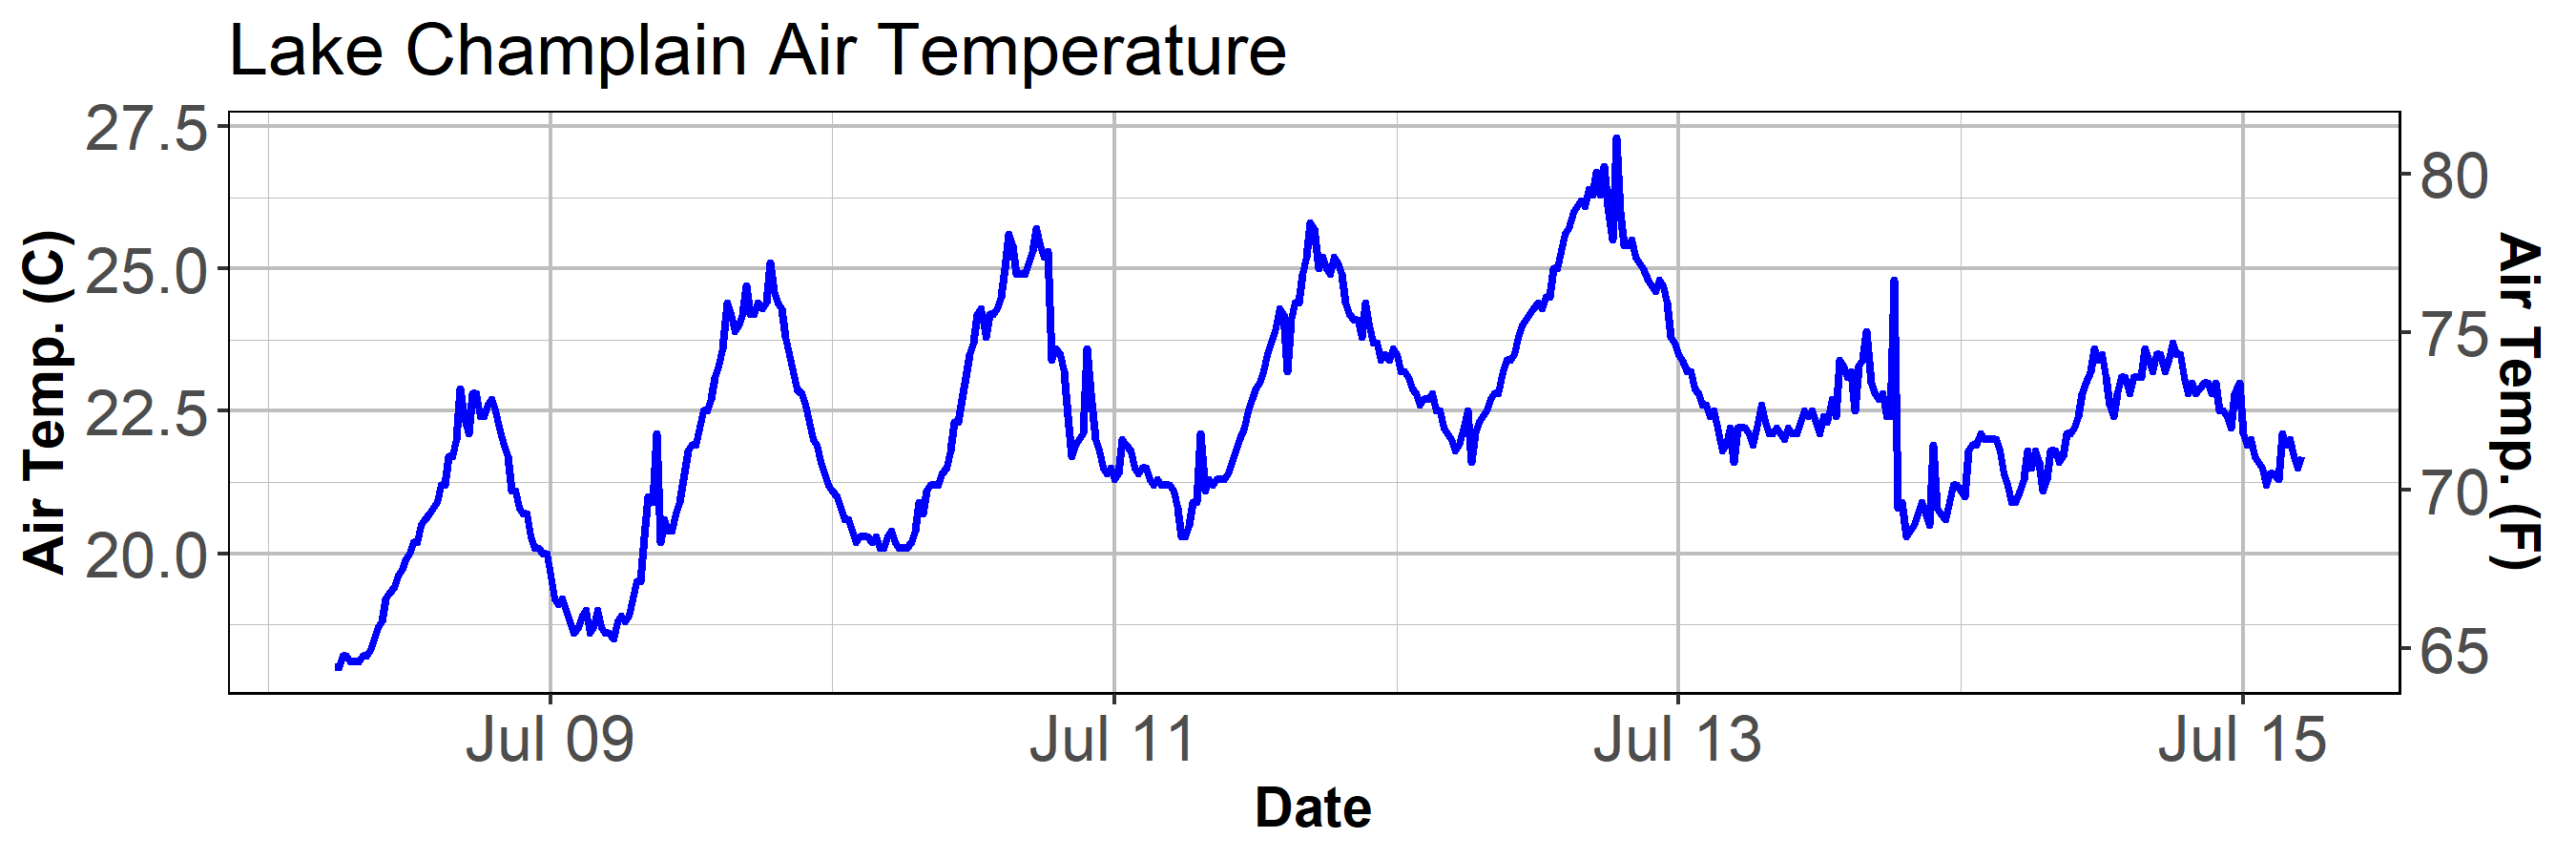 Lake Champlain Air Temperature
27.5
25.0
22.5
20.0
Air Temp. (C)
80
75
70
65
Air Temp. (F)
Jul 09
Jul 11
Jul 13
Jul 15
Date